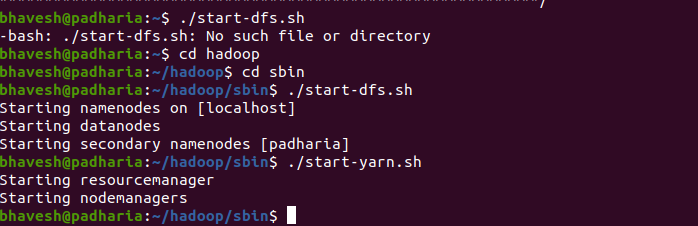 bhavesh@padharia:~$ ./start-dfs.sh
-bash: ./start-dfs.sh: No such file or directory
bhavesh@padharia:~$ cd hadoop
bhavesh@padharia:~/hadoop$ cd sbin
bhavesh@padharia:~/hadoop/sbin$ ./start-dfs.sh
Starting namenodes on [localhost]
Starting datanodes
Starting secondary namenodes [padharia]
bhavesh@padharia:~/hadoop/sbin$ ./start-yarn.sh
Starting resourcemanager
Starting nodemanagers
bhavesh@padharia:~/hadoop/sbin$